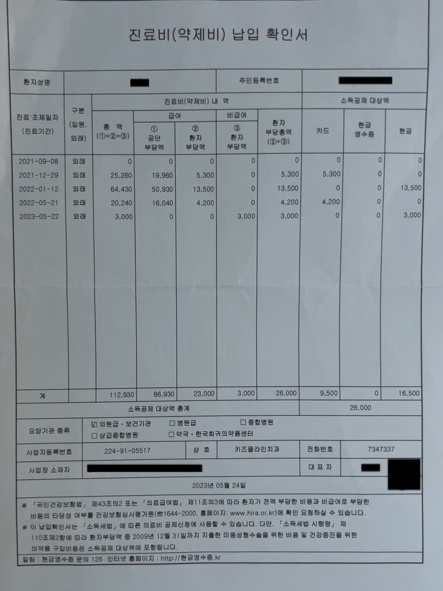 진료비(약제비) 납입 확인서
환자성명 주민등록번호
진료·조제일자 (진료기간) 구분 (입원, 외래) 진료비(약제비) 내 역 소득공제 대상액
급여 비급여
총 액 (①+②+③) ① 공단 부담액 ② 환자 부담액 ③ 환자 부담액 환자 부담총액 (②+③) 카드 현금 영수증 현금
2021-09-08 외래 0 0 0 0 0 0 0 0
2021-12-29 외래 25,260 19,960 5,300 0 5,300 5,300 0 0
2022-01-12 외래 64,430 50,930 13,500 0 13,500 0 0 13,500
2022-05-21 외래 20,240 16,040 4,200 0 4,200 4,200 0 0
2023-05-22 외래 3,000 0 0 3,000 3,000 0 0 3,000
계 112,930 86,930 23,000 3,000 26,000 9,500 0 16,500
소득공제 대상액 총계 26,000
요양기관 종류 ☑ 의원급·보건기관 ☐ 병원급 ☐ 종합병원
☐ 상급종합병원 ☐ 약국·한국희귀의약품센터
사업자등록번호 224-91-05517 상 호 키즈클라인치과 전화번호 7347337
사업장 소재지 대 표 자
2023년 05월 24일
※ 「국민건강보험법」 제43조의2 또는 「의료급여법」 제11조의3에 따라 환자가 전액 부담한 비용과 비급여로 부담한
비용의 타당성 여부를 건강보험심사평가원(☎1644-2000, 홈페이지: www.hira.or.kr)에 확인 요청하실 수 있습니다.
※ 이 납입확인서는 「소득세법」에 따른 의료비 공제신청에 사용할 수 있습니다. 다만, 「소득세법 시행령」 제
110조제2항에 따라 환자부담액 중 2009년 12월 31일까지 지출한 미용성형수술을 위한 비용 및 건강증진을 위한
의약품 구입비용은 소득공제 대상액에 포함됩니다.
알림 : 현금영수증 문의 126 인터넷 홈페이지 : http://현금영수증.kr